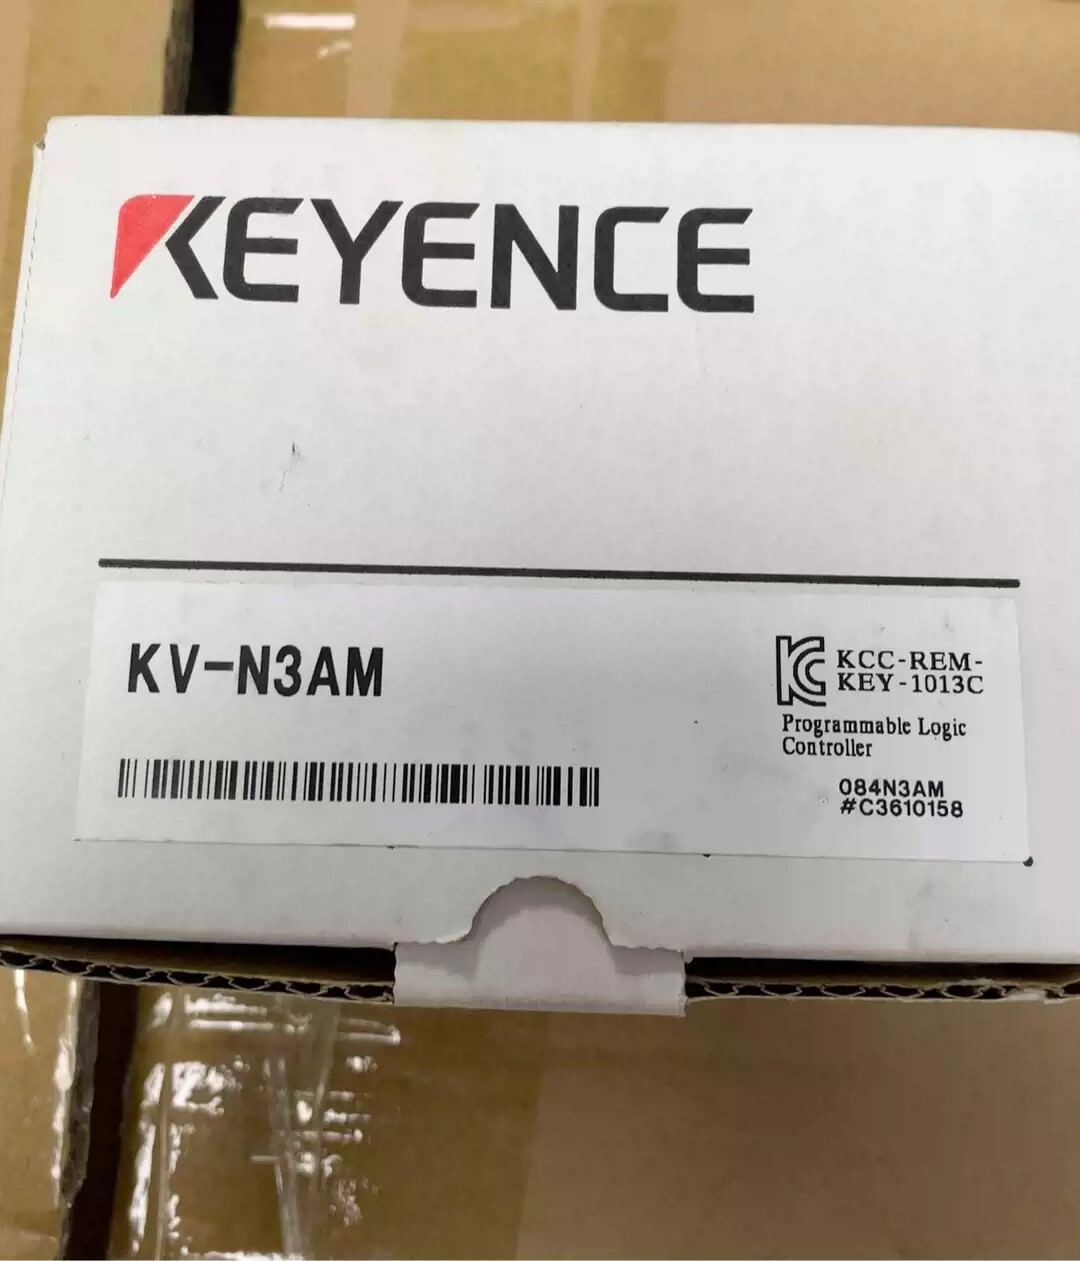 KEYENCE
KV-N3AM
KCC-REM-
KEY-1013C
Programmable Logic
Controller
084N3AM
#C3610158